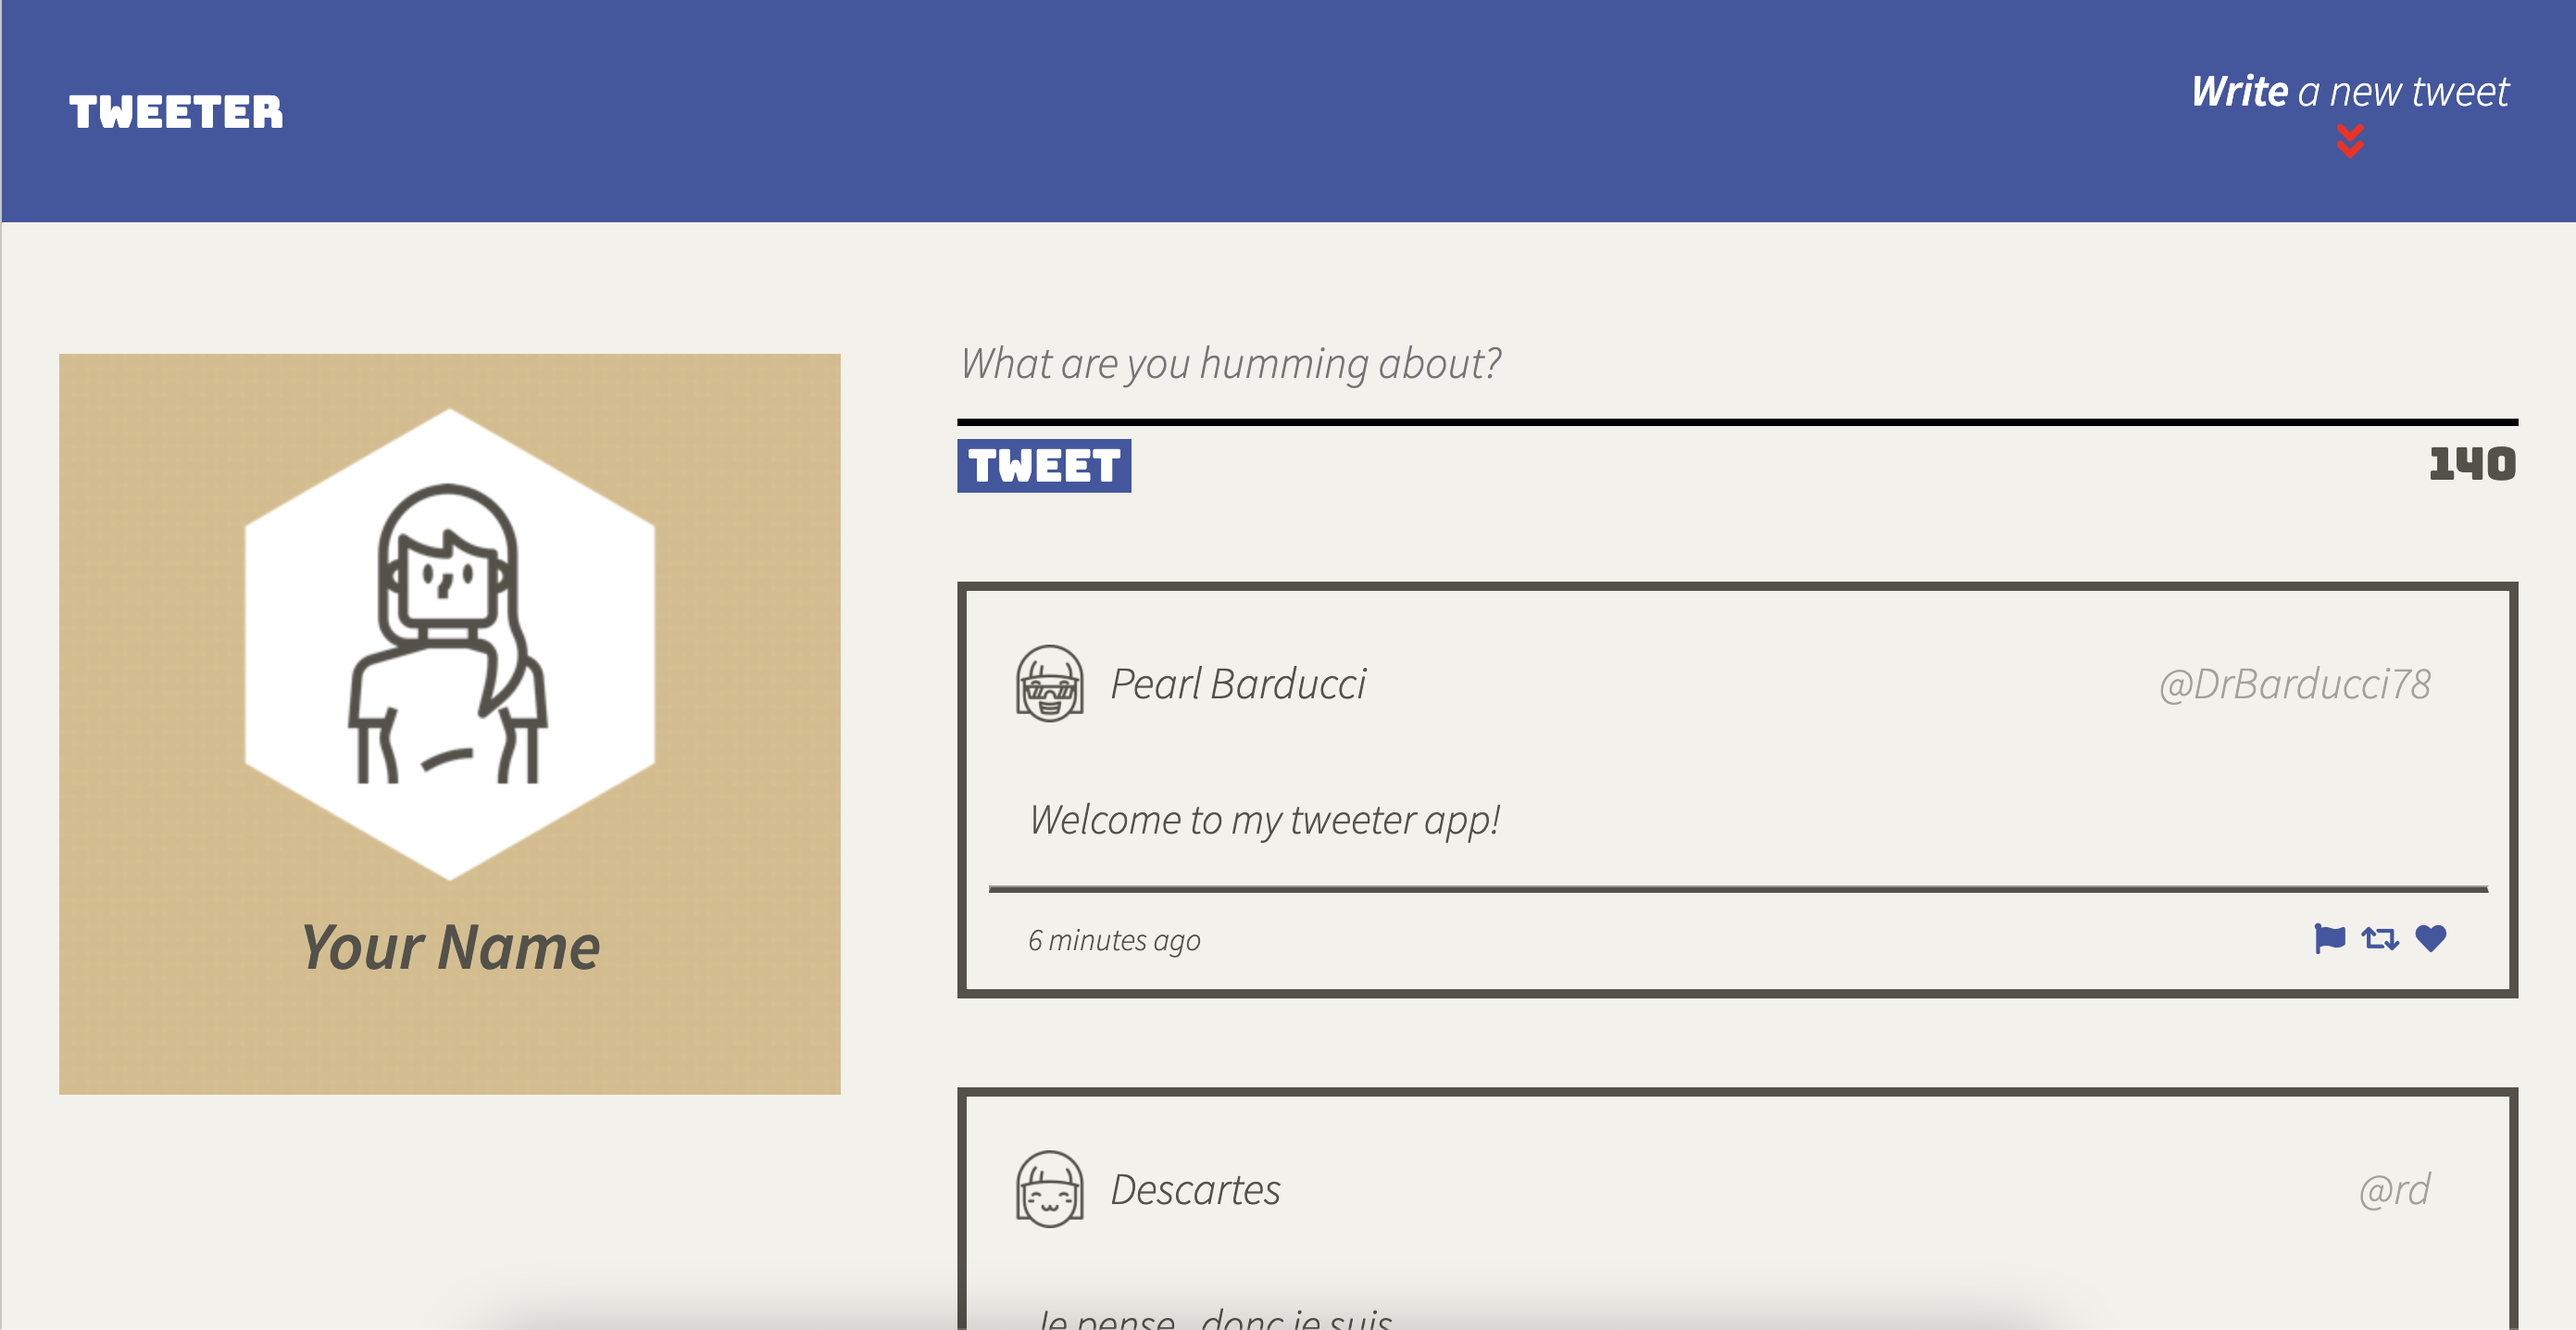 TWEETER
Write a new tweet
What are you humming about?
TWEET
140
Your Name
Pearl Barducci
@DrBarducci78
Welcome to my tweeter app!
6 minutes ago
Descartes
@rd
Je pense , donc je suis